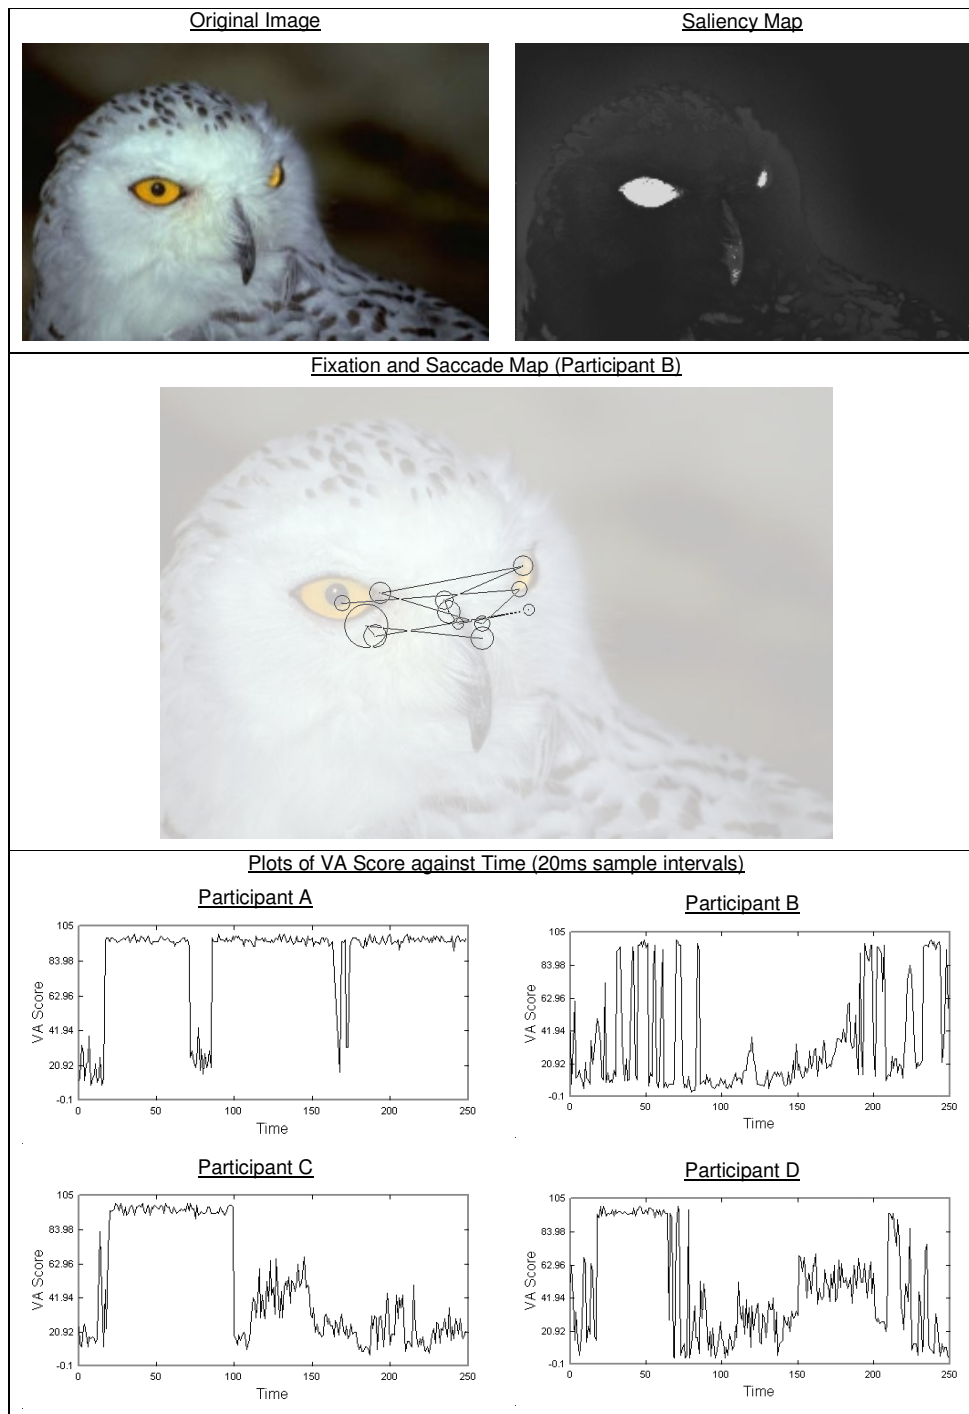 Original Image
Saliency Map
Fixation and Saccade Map (Participant B)
Plots of VA Score against Time (20ms sample intervals)
Participant A
Participant B
105
83.98
62.96
41.94
20.92
-0.1
VA Score
0 50 100 150 200 250
Time
105
83.98
62.96
41.94
20.92
-0.1
VA Score
0 50 100 150 200 250
Time
Participant C
Participant D
105
83.98
62.96
41.94
20.92
-0.1
VA Score
0 50 100 150 200 250
Time
105
83.98
62.96
41.94
20.92
-0.1
VA Score
0 50 100 150 200 250
Time